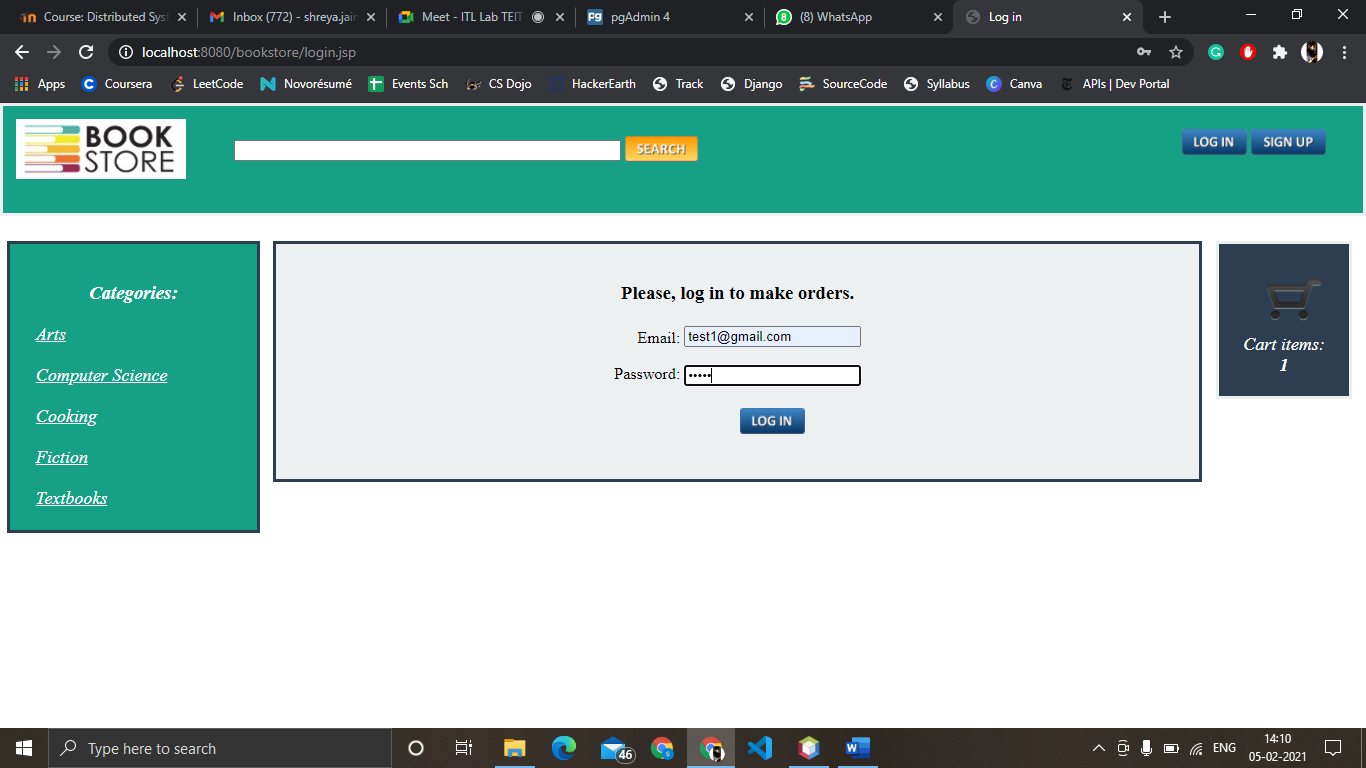 Course: Distributed Syst
Inbox (772) - shreya.jain
Meet - ITL Lab TEIT
pgAdmin 4
(8) WhatsApp
Log in
localhost:8080/bookstore/login.jsp
Apps
Coursera
LeetCode
Novorésumé
Events Sch
CS Dojo
HackerEarth
Track
Django
SourceCode
Syllabus
Canva
APIs | Dev Portal
BOOK
STORE
SEARCH
LOG IN
SIGN UP
Categories:
Arts
Computer Science
Cooking
Fiction
Textbooks
Please, log in to make orders.
Email: test1@gmail.com
Password: •••••
LOG IN
Cart items:
1
Type here to search
46
ENG
14:10
05-02-2021